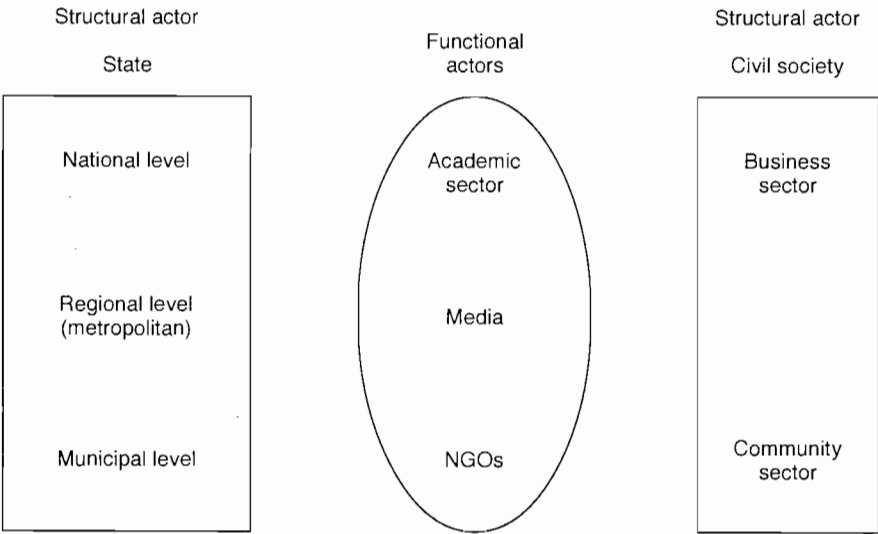 Structural actor
State
National level
Regional level
(metropolitan)
Municipal level
Functional
actors
Academic
sector
Media
NGOs
Structural actor
Civil society
Business
sector
Community
sector